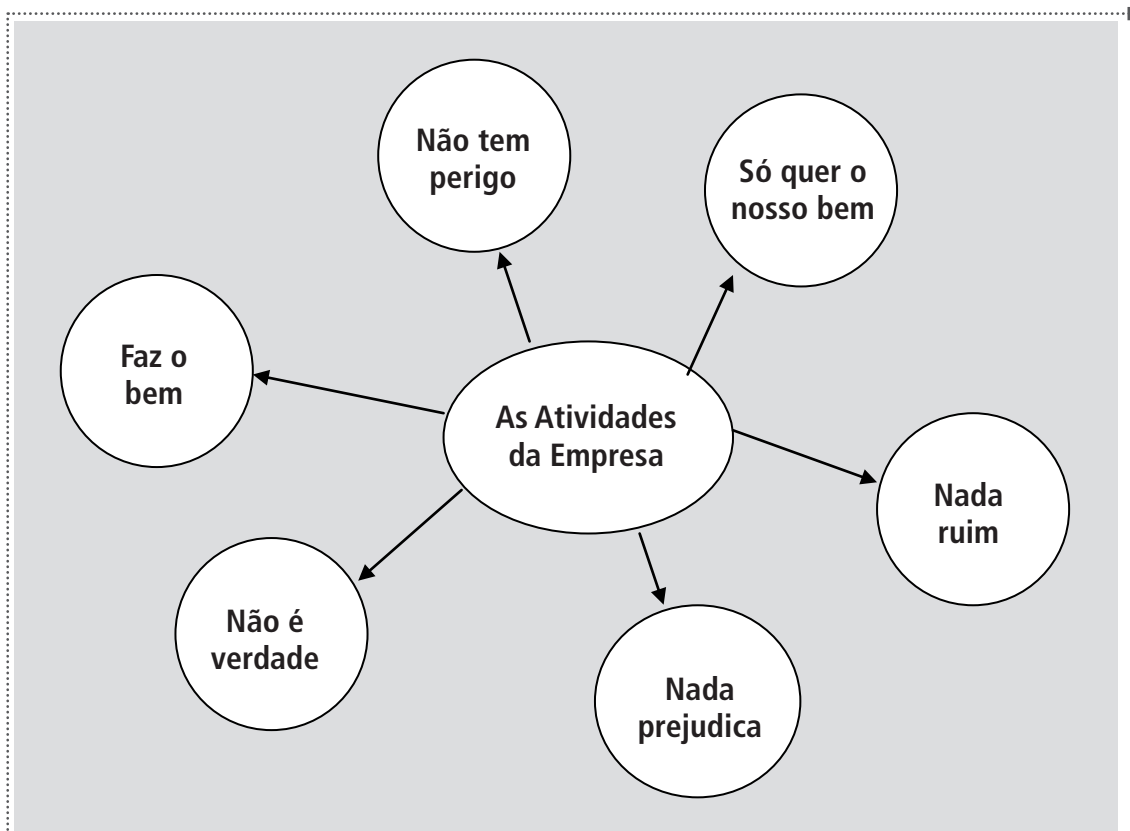 Não tem
perigo
Só quer o
nosso bem
Faz o
bem
As Atividades
da Empresa
Nada
ruim
Não é
verdade
Nada
prejudica